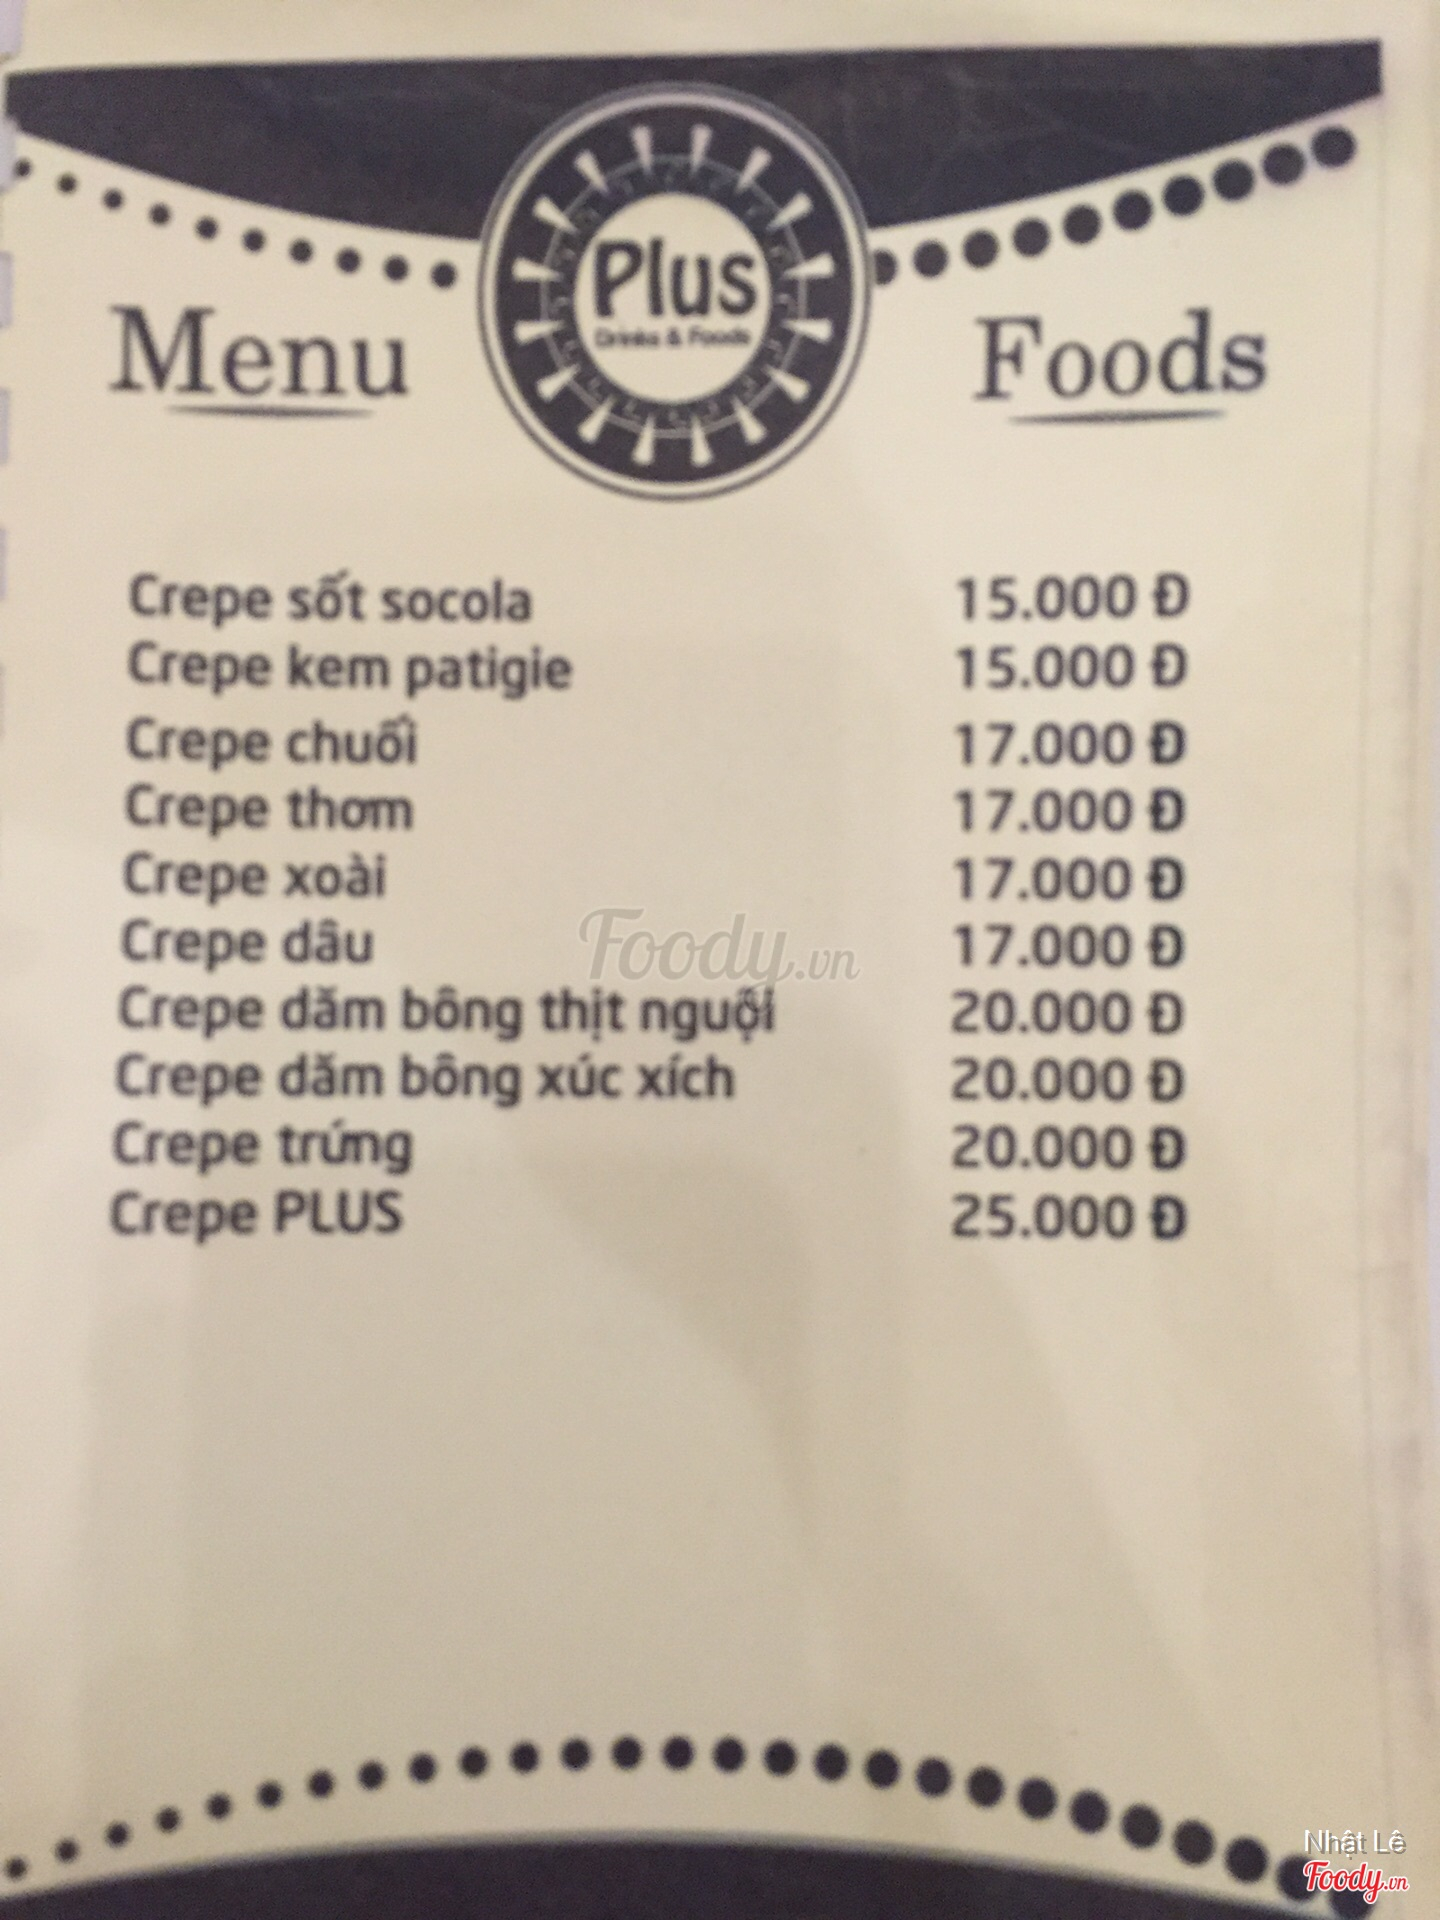 Plus
Drinks & Foods
Menu
Foods
Crepe sốt socola 15.000 Đ
Crepe kem patigie 15.000 Đ
Crepe chuối 17.000 Đ
Crepe thơm 17.000 Đ
Crepe xoài 17.000 Đ
Crepe dâu 17.000 Đ
Foody.vn
Crepe dăm bông thịt nguội 20.000 Đ
Crepe dăm bông xúc xích 20.000 Đ
Crepe trứng 20.000 Đ
Crepe PLUS 25.000 Đ
Nhật Lê
Foody.vn